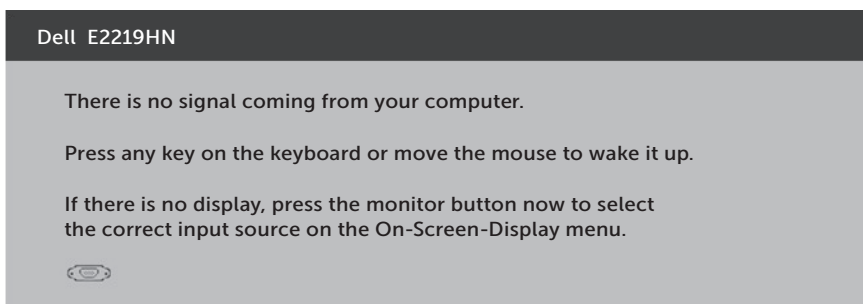 Dell E2219HN
There is no signal coming from your computer.
Press any key on the keyboard or move the mouse to wake it up.
If there is no display, press the monitor button now to select
the correct input source on the On-Screen-Display menu.